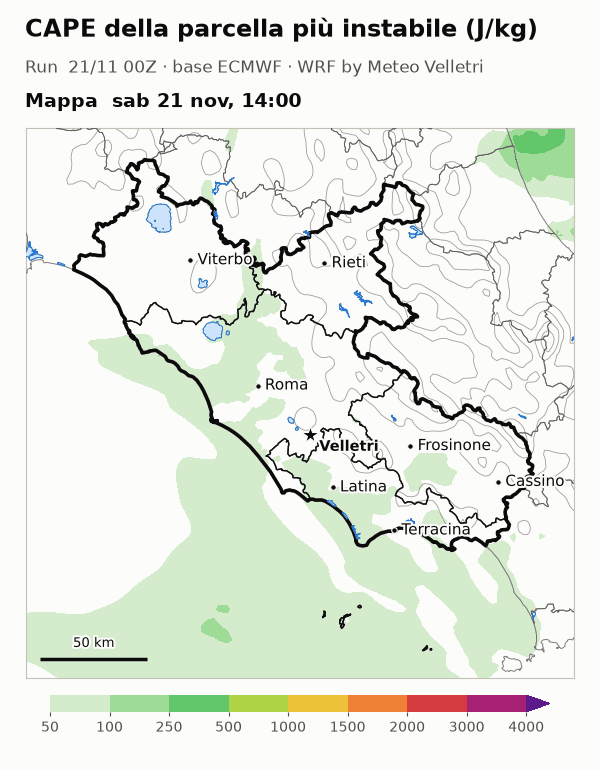 CAPE della parcella più instabile (J/kg)
Run  21/11 00Z · base ECMWF · WRF by Meteo Velletri
Mappa  sab 21 nov, 14:00
Viterbo
Rieti
Roma
Velletri
Frosinone
Cassino
Latina
Terracina
50 km
50 100 250 500 1000 1500 2000 3000 4000